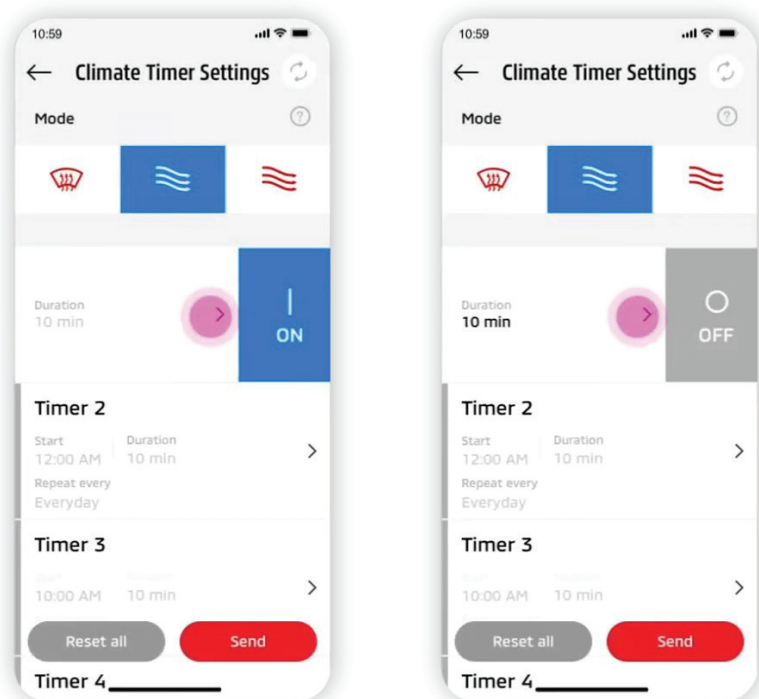 10:59
Climate Timer Settings
Mode
?
Duration
10 min
ON
Timer 2
Start Duration
12:00 AM 10 min
Repeat every
Everyday
Timer 3
10:00 AM 10 min
Reset all Send
Timer 4
10:59
Climate Timer Settings
Mode
?
Duration
10 min
OFF
Timer 2
Start Duration
12:00 AM 10 min
Repeat every
Everyday
Timer 3
10:00 AM 10 min
Reset all Send
Timer 4